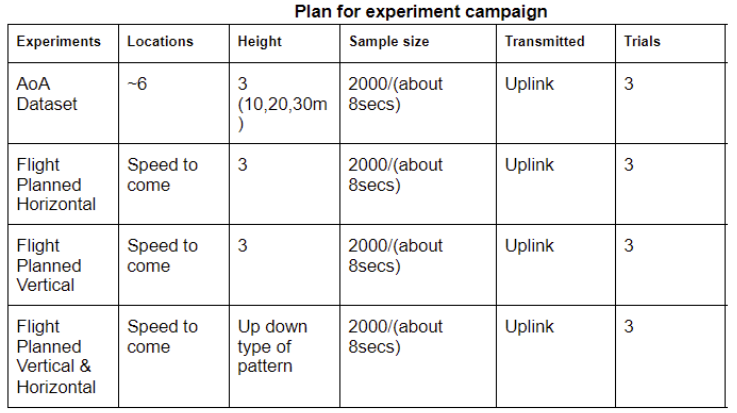 Plan for experiment campaign
Experiments Locations Height Sample size Transmitted Trials
AoA ~6 3 2000/(about Uplink 3
Dataset (10,20,30m 8secs)
)
Flight Speed to 3 2000/(about Uplink 3
Planned come 8secs)
Horizontal
Flight Speed to 3 2000/(about Uplink 3
Planned come 8secs)
Vertical
Flight Speed to Up down 2000/(about Uplink 3
Planned come type of 8secs)
Vertical & pattern
Horizontal